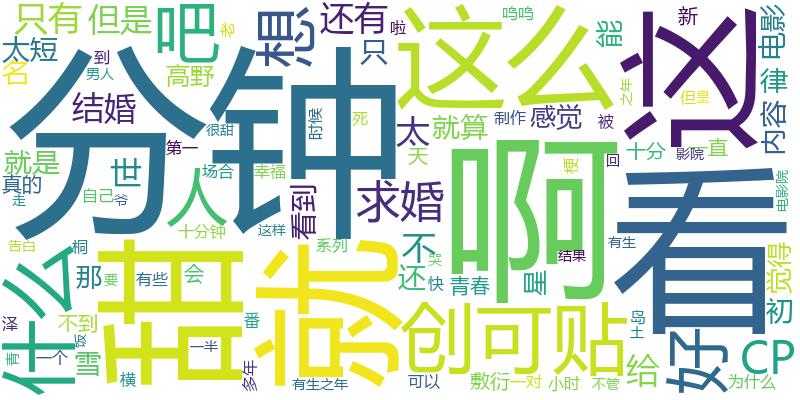 只有 但是
吧
想
还有
啦
呜呜
新
电影
太短
名
到
男人
高野
老
只
这么
能
这
律
分钟
结婚
很甜
时候
死
太
天
就算
制作
感觉
被
之年
但皇
内容
就是
世
第一
场合
幸福
真的
走
自己
爷
人
十分钟
这样
看到
求婚
啊
梗
十分
回
影院
直
电影院
看
告白
桐
那
要
有些
会
系列
不
哭
还
快
青春
星
有生
结果
觉得
初
什么
甜
就
泽
不到
番
饭
青
一个
雪
横
一半
多年
有生之年
可以
创可贴
敷衍
一对
小时
岛
土
给
不管
好
CP
为什么